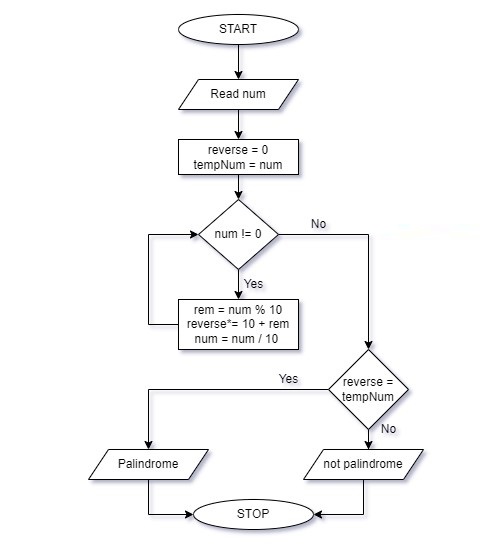 START
Read num
reverse = 0
tempNum = num
num != 0
No
Yes
rem = num % 10
reverse*= 10 + rem
num = num / 10
Yes
reverse =
tempNum
No
Palindrome
not palindrome
STOP